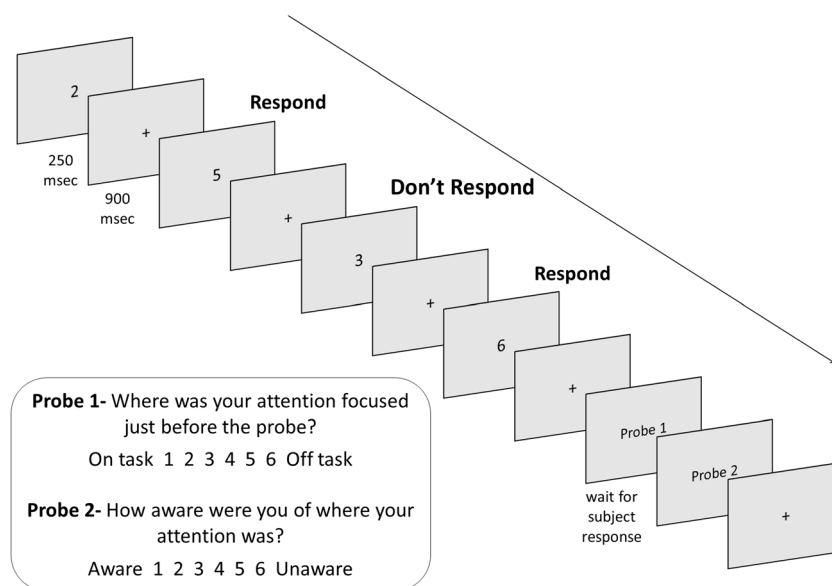 2
+
250
msec
900
msec
Respond
5
+
Don’t Respond
3
+
Respond
6
+
Probe 1
wait for
subject
response
Probe 2
+
Probe 1- Where was your attention focused
just before the probe?
On task 1 2 3 4 5 6 Off task
Probe 2- How aware were you of where your
attention was?
Aware 1 2 3 4 5 6 Unaware